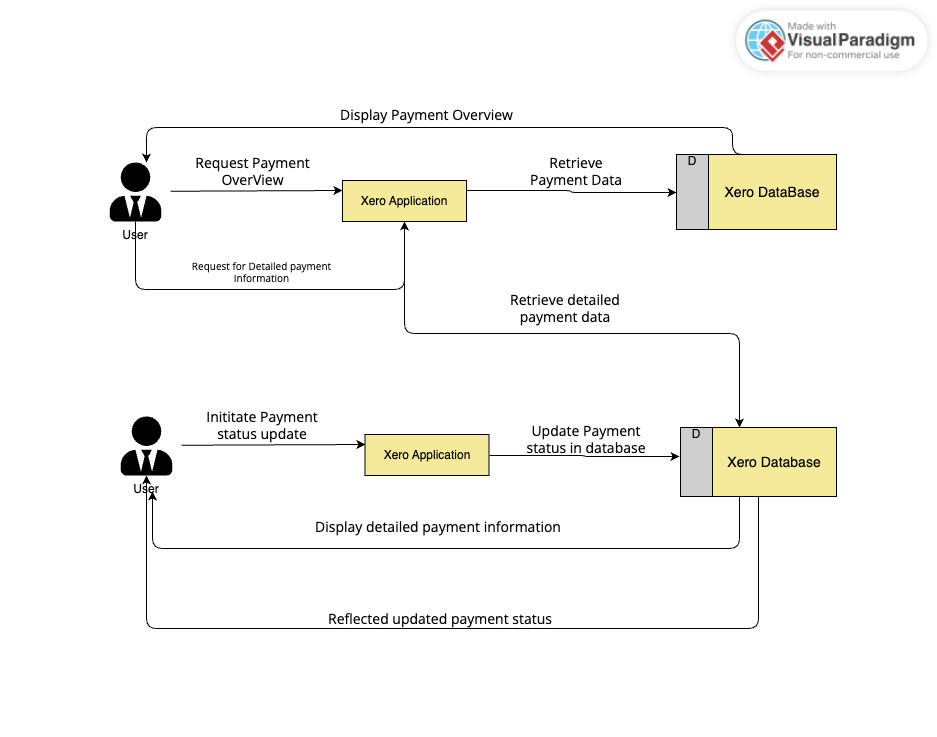 Made with
VisualParadigm
For non-commercial use
Display Payment Overview
Request Payment
OverView
Retrieve
Payment Data
D
Xero DataBase
Xero Application
User
Request for Detailed payment
Information
Retrieve detailed
payment data
Inititate Payment
status update
Update Payment
status in database
D
Xero Application
Xero Database
User
Display detailed payment information
Reflected updated payment status